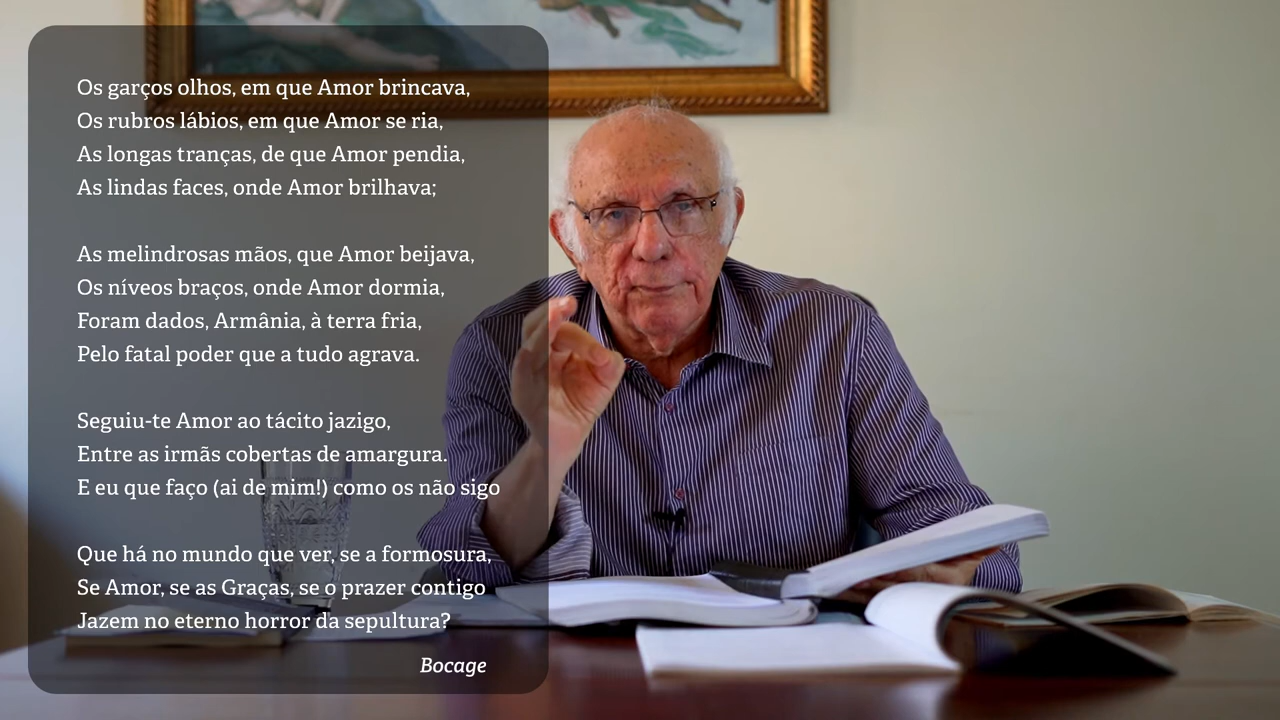 Os garços olhos, em que Amor brincava,
Os rubros lábios, em que Amor se ria,
As longas tranças, de que Amor pendia,
As lindas faces, onde Amor brilhava;
As melindrosas mãos, que Amor beijava,
Os níveos braços, onde Amor dormia,
Foram dados, Armânia, à terra fria,
Pelo fatal poder que a tudo agrava.
Seguiu-te Amor ao tácito jazigo,
Entre as irmãs cobertas de amargura.
E eu que faço (ai de mim!) como os não sigo
Que há no mundo que ver, se a formosura,
Se Amor, se as Graças, se o prazer contigo
Jazem no eterno horror da sepultura?
Bocage